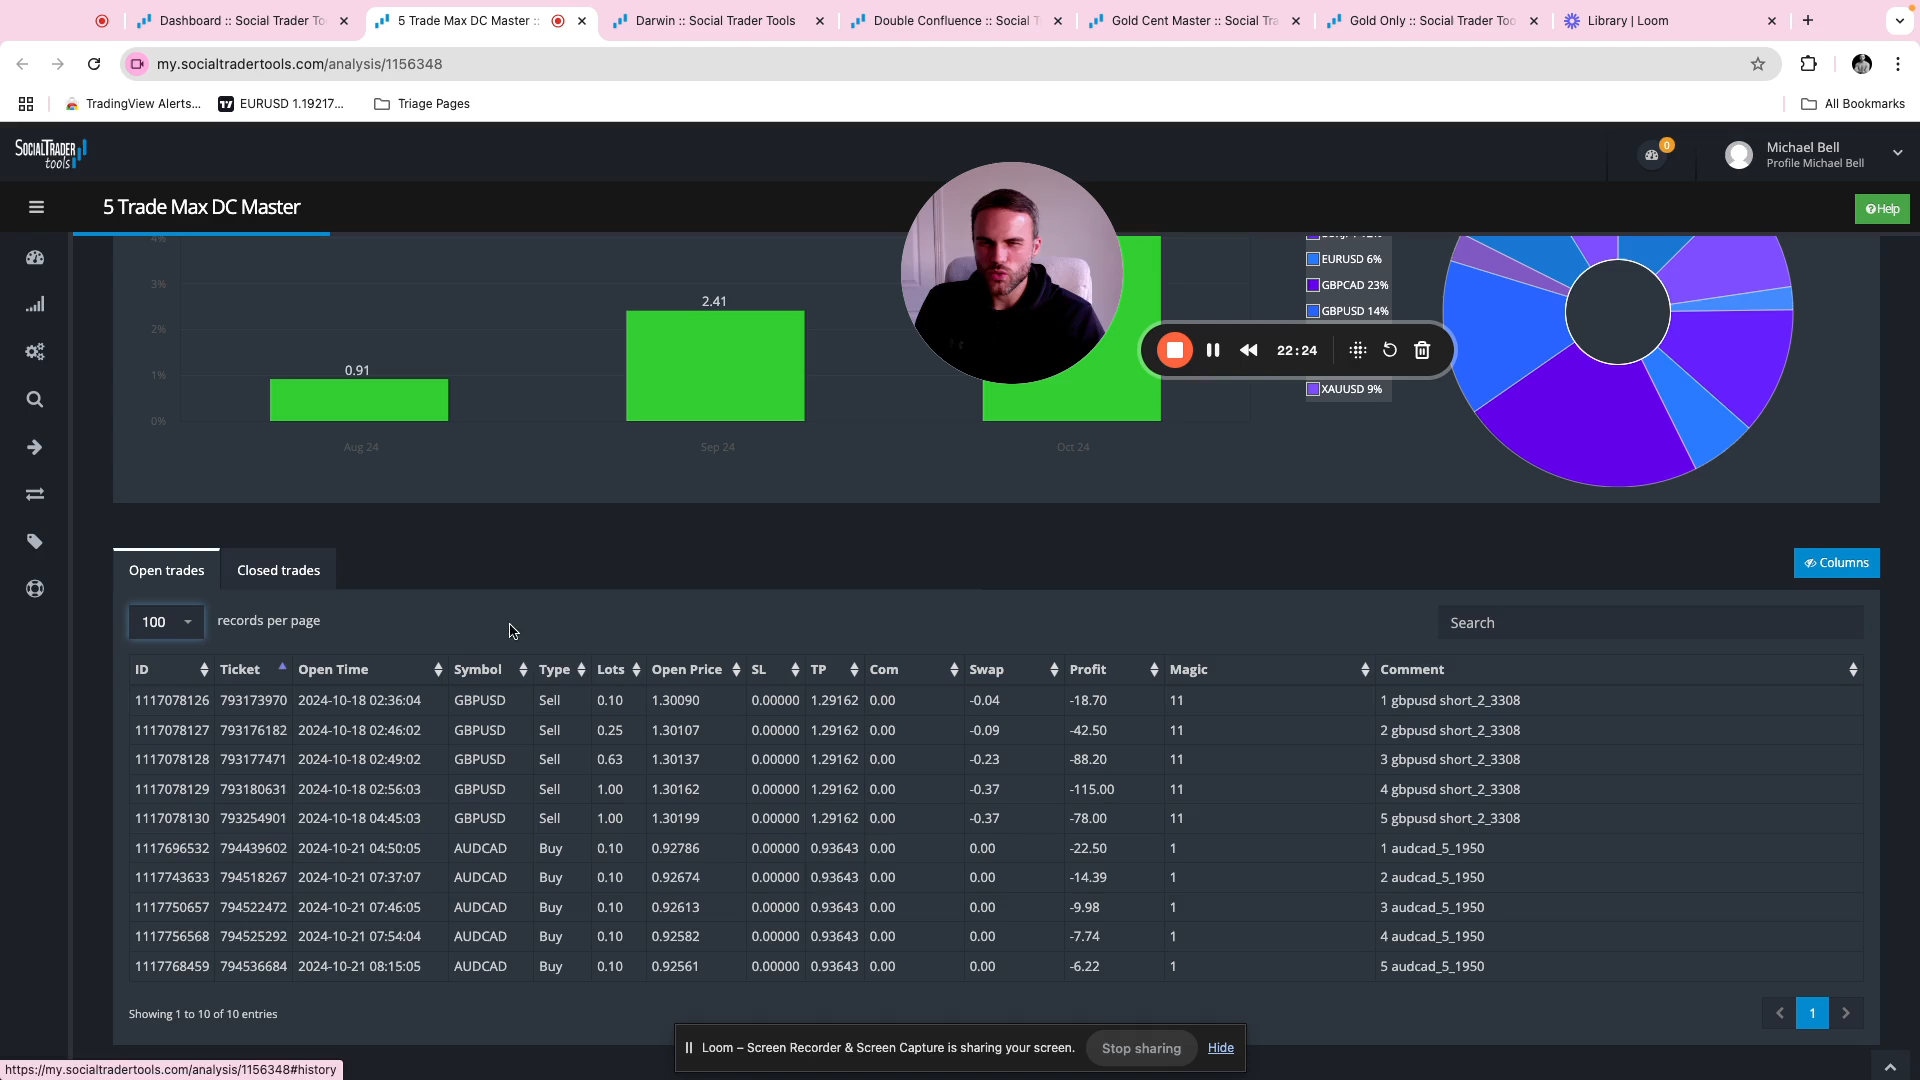 Dashboard :: Social Trader To
5 Trade Max DC Master ::
Darwin :: Social Trader Tools
Double Confluence :: Social T
Gold Cent Master :: Social Tra
Gold Only :: Social Trader Too
Library | Loom
my.socialtradertools.com/analysis/1156348
TradingView Alerts...
EURUSD 1.19217...
Triage Pages
All Bookmarks
SOCIALTRADER tools
0
Michael Bell
Profile Michael Bell
5 Trade Max DC Master
Help
4%
3%
2%
1%
0%
0.91
2.41
Aug 24
Sep 24
Oct 24
EURUSD 6%
GBPCAD 23%
GBPUSD 14%
XAUUSD 9%
22:24
Open trades
Closed trades
Columns
100
records per page
Search
ID Ticket Open Time Symbol Type Lots Open Price SL TP Com Swap Profit Magic Comment
1117078126 793173970 2024-10-18 02:36:04 GBPUSD Sell 0.10 1.30090 0.00000 1.29162 0.00 -0.04 -18.70 11 1 gbpusd short_2_3308
1117078127 793176182 2024-10-18 02:46:02 GBPUSD Sell 0.25 1.30107 0.00000 1.29162 0.00 -0.09 -42.50 11 2 gbpusd short_2_3308
1117078128 793177471 2024-10-18 02:49:02 GBPUSD Sell 0.63 1.30137 0.00000 1.29162 0.00 -0.23 -88.20 11 3 gbpusd short_2_3308
1117078129 793180631 2024-10-18 02:56:03 GBPUSD Sell 1.00 1.30162 0.00000 1.29162 0.00 -0.37 -115.00 11 4 gbpusd short_2_3308
1117078130 793254901 2024-10-18 04:45:03 GBPUSD Sell 1.00 1.30199 0.00000 1.29162 0.00 -0.37 -78.00 11 5 gbpusd short_2_3308
1117696532 794439602 2024-10-21 04:50:05 AUDCAD Buy 0.10 0.92786 0.00000 0.93643 0.00 0.00 -22.50 1 1 audcad_5_1950
1117743633 794518267 2024-10-21 07:37:07 AUDCAD Buy 0.10 0.92674 0.00000 0.93643 0.00 0.00 -14.39 1 2 audcad_5_1950
1117750657 794522472 2024-10-21 07:46:05 AUDCAD Buy 0.10 0.92613 0.00000 0.93643 0.00 0.00 -9.98 1 3 audcad_5_1950
1117756568 794525292 2024-10-21 07:54:04 AUDCAD Buy 0.10 0.92582 0.00000 0.93643 0.00 0.00 -7.74 1 4 audcad_5_1950
1117768459 794536684 2024-10-21 08:15:05 AUDCAD Buy 0.10 0.92561 0.00000 0.93643 0.00 0.00 -6.22 1 5 audcad_5_1950
Showing 1 to 10 of 10 entries
1
Loom – Screen Recorder & Screen Capture is sharing your screen.
Stop sharing
Hide
https://my.socialtradertools.com/analysis/1156348#history